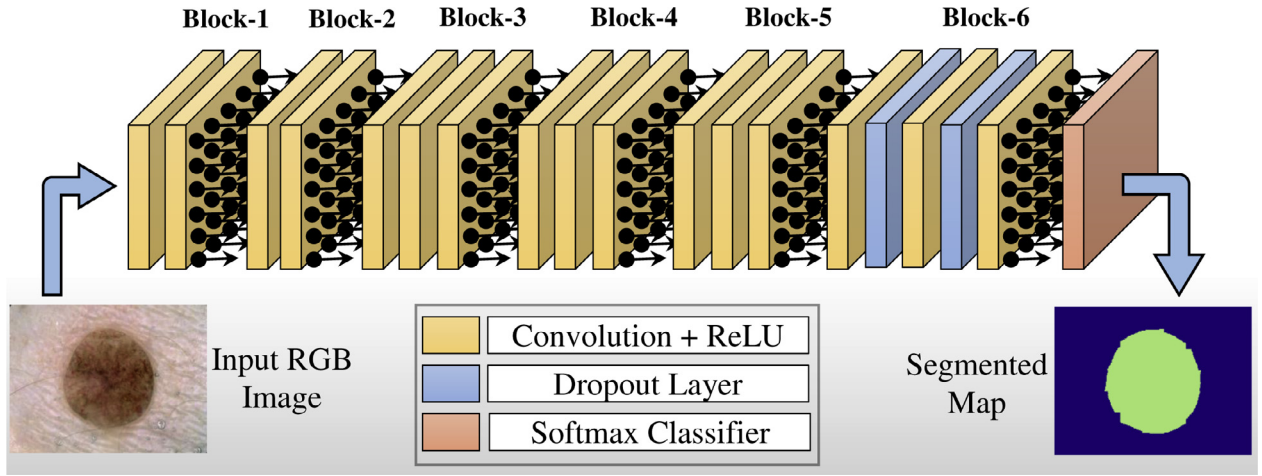 Block-1 Block-2 Block-3 Block-4 Block-5 Block-6
Input RGB
Image
Convolution + ReLU
Dropout Layer
Softmax Classifier
Segmented
Map